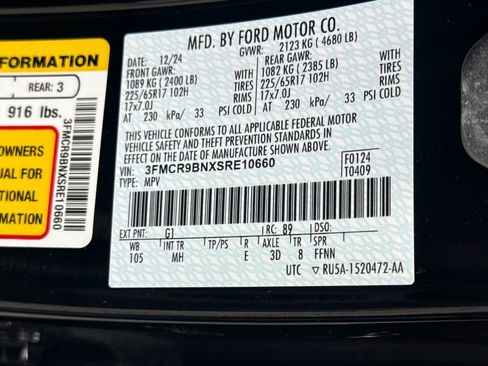 FORMATION
REAR: 3
916 lbs.
OWNERS
UAL FOR
TIONAL
RMATION
3FMCR9BNXSRE10660
MFD. BY FORD MOTOR CO.
DATE: 12/24 GVWR: 2123 KG ( 4680 LB)
FRONT GAWR: REAR GAWR:
1089 KG ( 2400 LB) 1082 KG ( 2385 LB)
225/65R17 102H WITH TIRES 225/65R17 102H
17x7.0J RIMS 17x7.0J
AT 230 kPa/ 33 PSI COLD AT 230 kPa/ 33 PSI COLD
THIS VEHICLE CONFORMS TO ALL APPLICABLE FEDERAL MOTOR
VEHICLE SAFETY AND THEFT PREVENTION STANDARDS IN EFFECT
ON THE DATE OF MANUFACTURE SHOWN ABOVE.
VIN: 3FMCR9BNXSRE10660 F0124
TYPE: MPV T0409
EXT PNT: G1 RC: 89 DSO:
WB INT TR TP/PS R AXLE TR SPR
105 MH E 3D 8 FFNN
UTC RU5A-1520472-AA